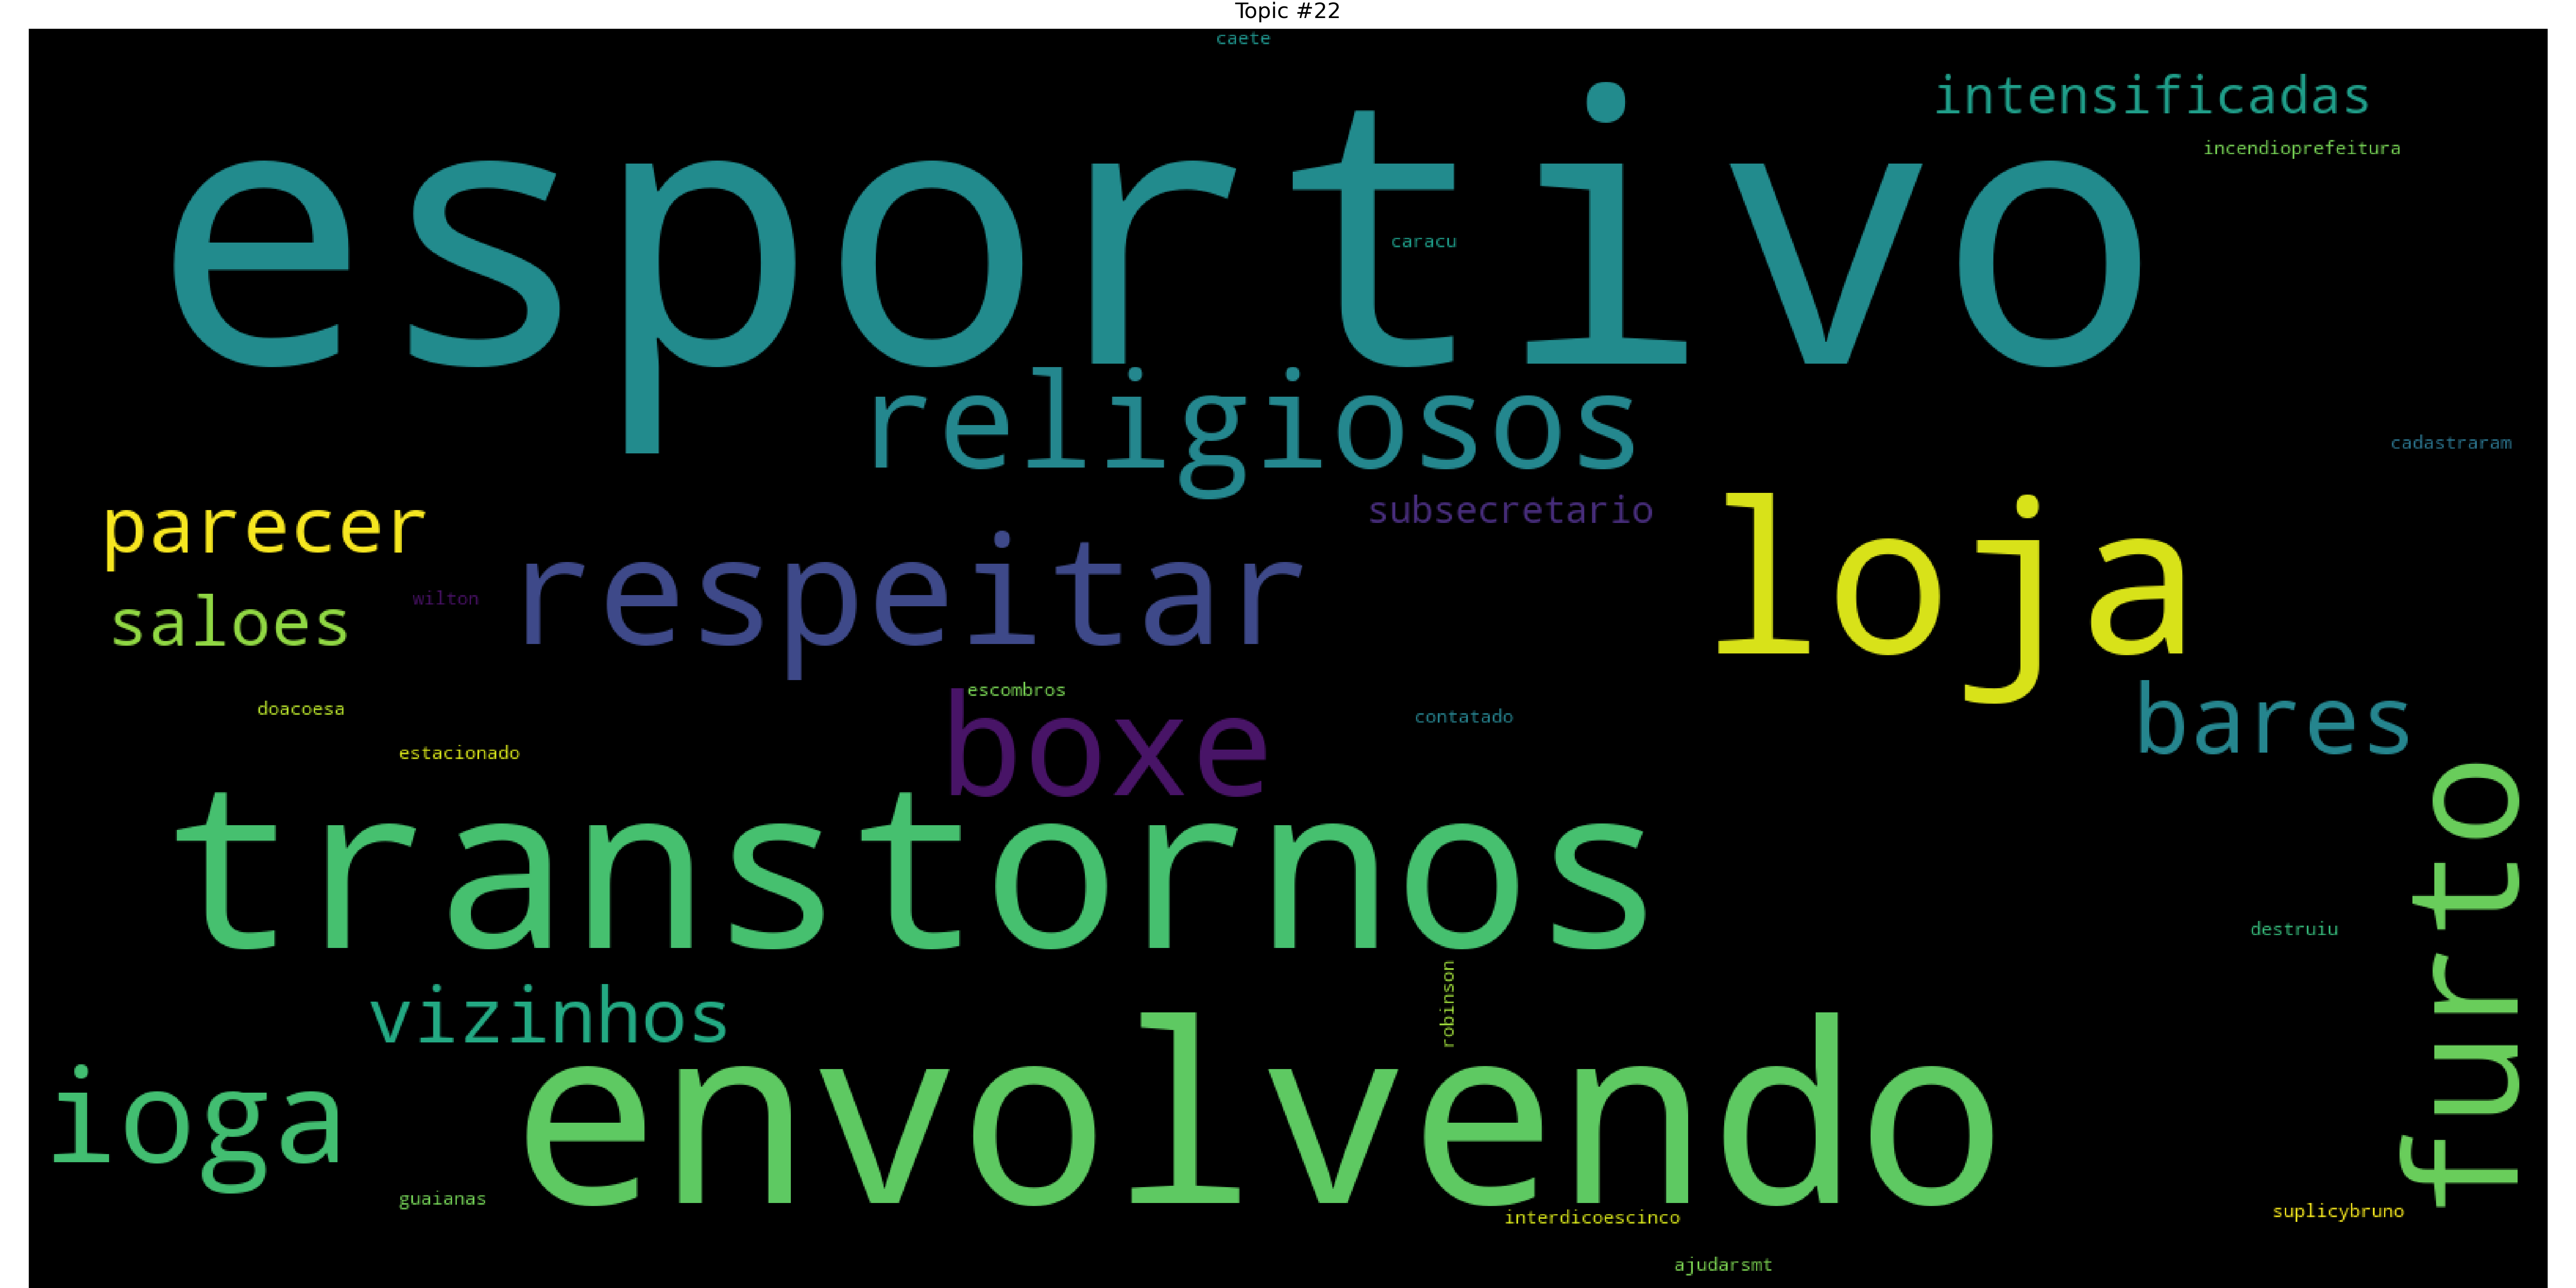 Topic #22
caete
intensificadas
incendioprefeitura
esportivo
caracu
religiosos
cadastraram
parecer
subsecretario
loja
respeitar
saloes
wilton
escombros
doacoesa
boxe
contatado
bares
estacionado
transtornos
furto
destruiu
vizinhos
robinson
ioga
envolvendo
guaianas
interdicoescinco
suplicybruno
ajudarsmt